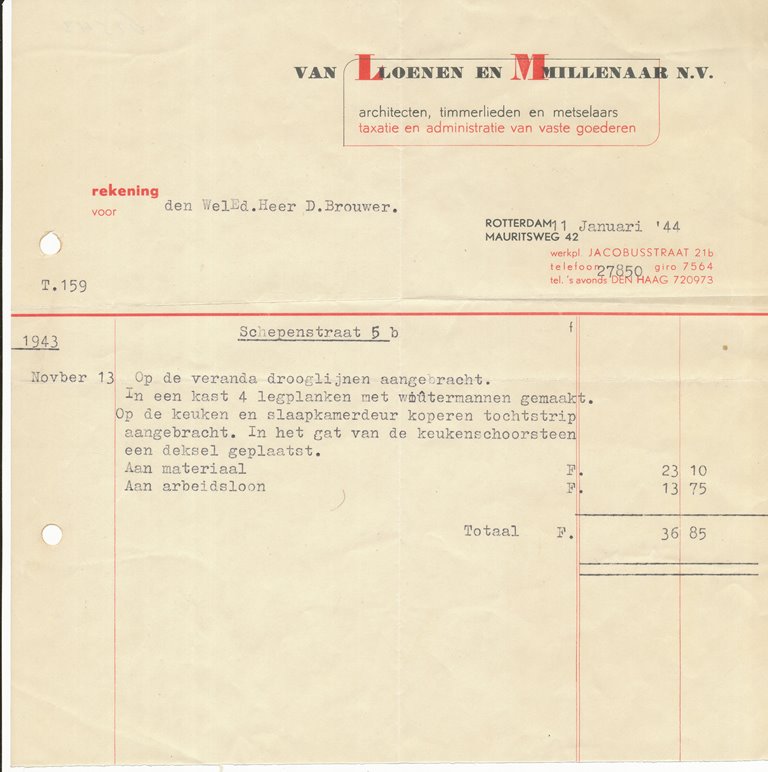 VAN LOENEN EN MILLENAAR N.V.
architecten, timmerlieden en metselaars
taxatie en administratie van vaste goederen
rekening
voor den WelEd.Heer D.Brouwer.
ROTTERDAM 11 Januari '44
MAURITSWEG 42
werkpl. JACOBUSSTRAAT 21b
telefoon 27850 giro 7564
tel. 's avonds DEN HAAG 720973
T.159
1943 Schepenstraat 5 b f
Novber 13 Op de veranda drooglijnen aangebracht.
In een kast 4 legplanken met woutermannen gemaakt.
Op de keuken en slaapkamerdeur koperen tochtstrip
aangebracht. In het gat van de keukenschoorsteen
een deksel geplaatst.
Aan materiaal F. 23 10
Aan arbeidsloon F. 13 75
Totaal F. 36 85